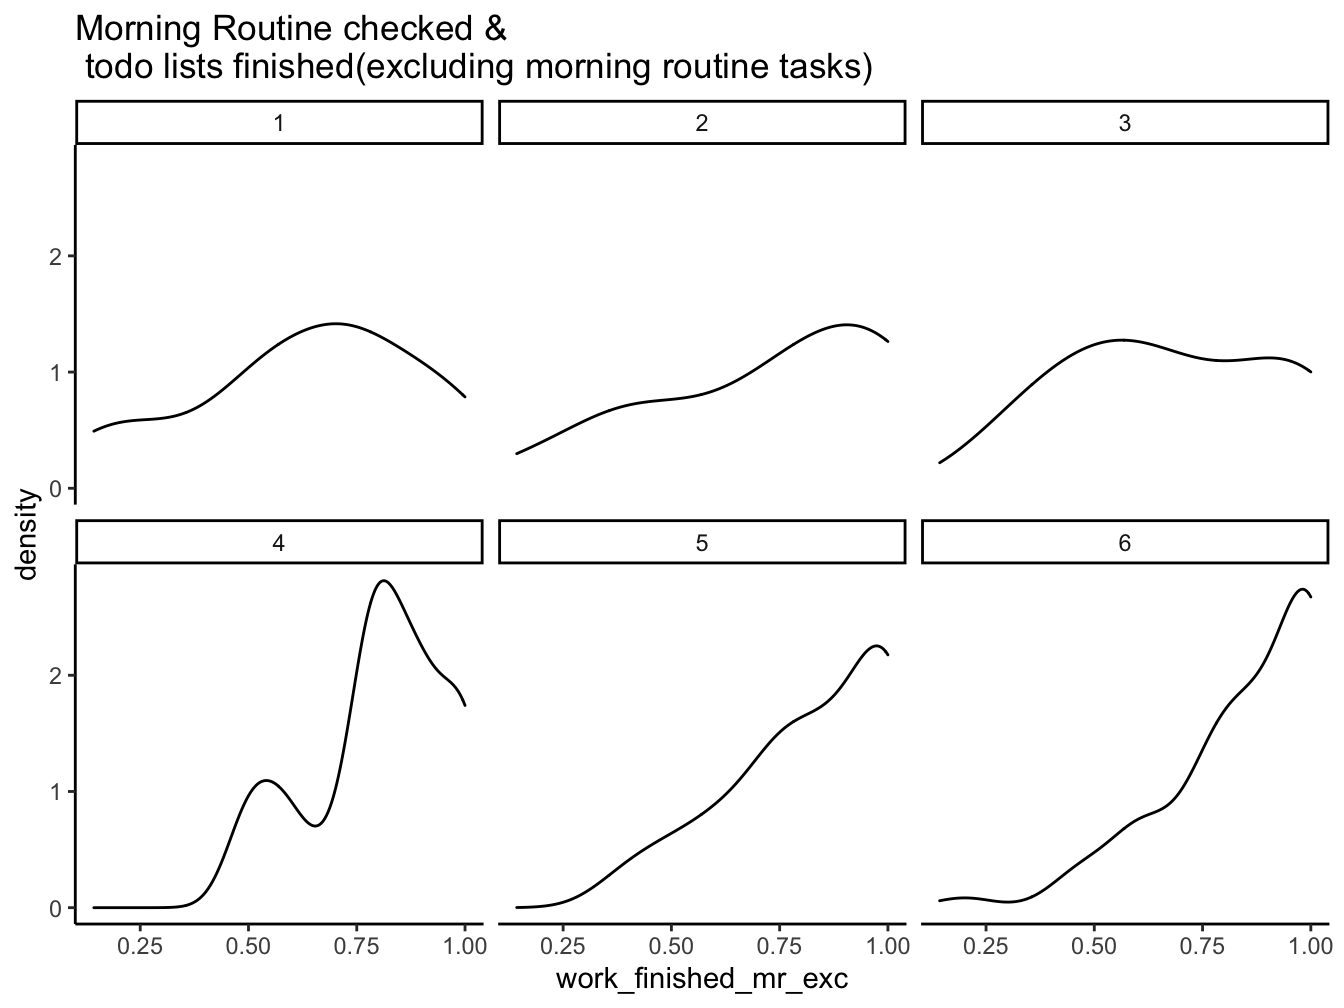 Morning Routine checked &
todo lists finished(excluding morning routine tasks)
1 2 3
2
1
0
density
4 5 6
2
1
0
0.25 0.50 0.75 1.00 0.25 0.50 0.75 1.00 0.25 0.50 0.75 1.00
work_finished_mr_exc